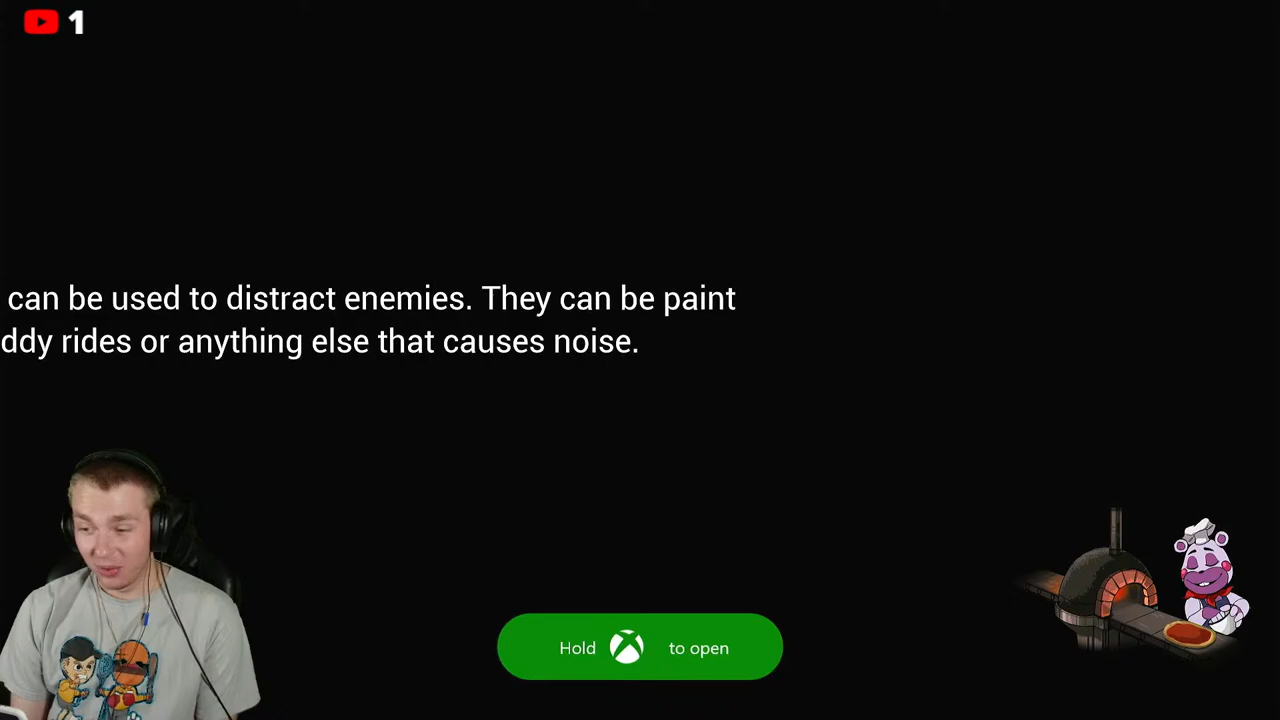 1
can be used to distract enemies. They can be paint
ddy rides or anything else that causes noise.
Hold to open